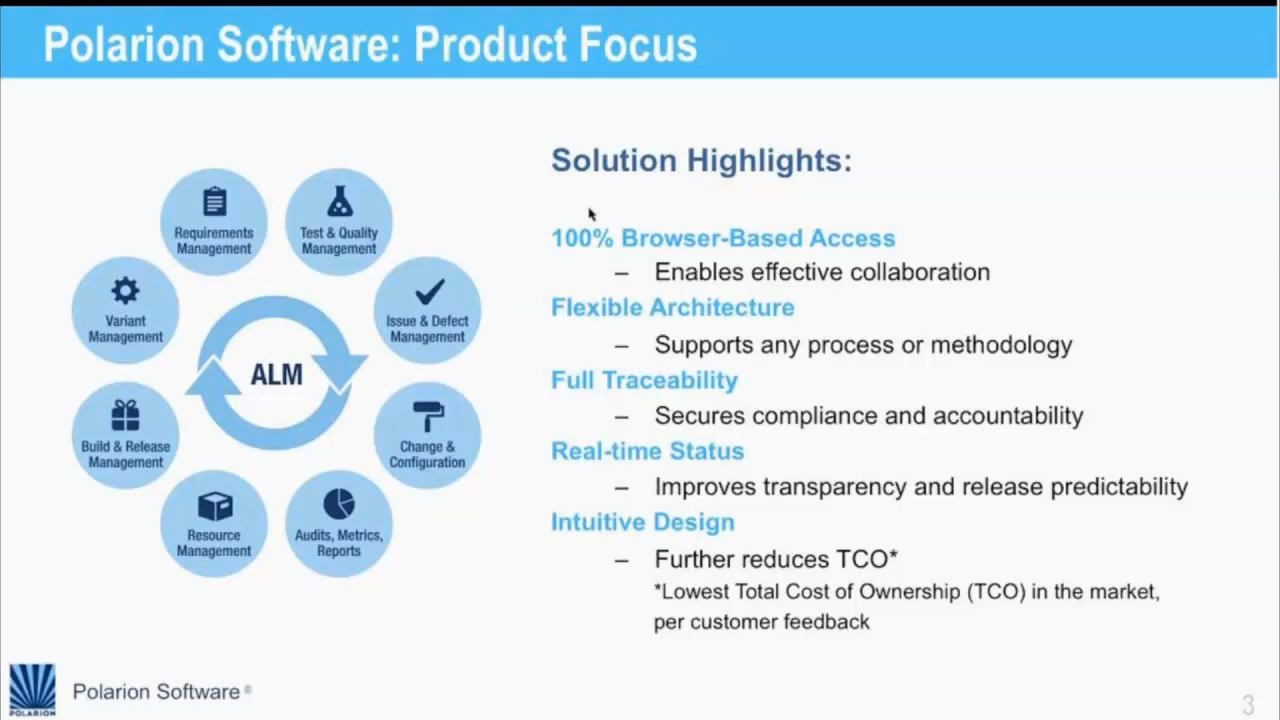 Polarion Software: Product Focus
Requirements
Management
Test & Quality
Management
Variant
Management
Issue & Defect
Management
ALM
Build & Release
Management
Change &
Configuration
Resource
Management
Audits, Metrics,
Reports
Solution Highlights:
100% Browser-Based Access
– Enables effective collaboration
Flexible Architecture
– Supports any process or methodology
Full Traceability
– Secures compliance and accountability
Real-time Status
– Improves transparency and release predictability
Intuitive Design
– Further reduces TCO*
*Lowest Total Cost of Ownership (TCO) in the market,
per customer feedback
POLARION
Polarion Software ®
3